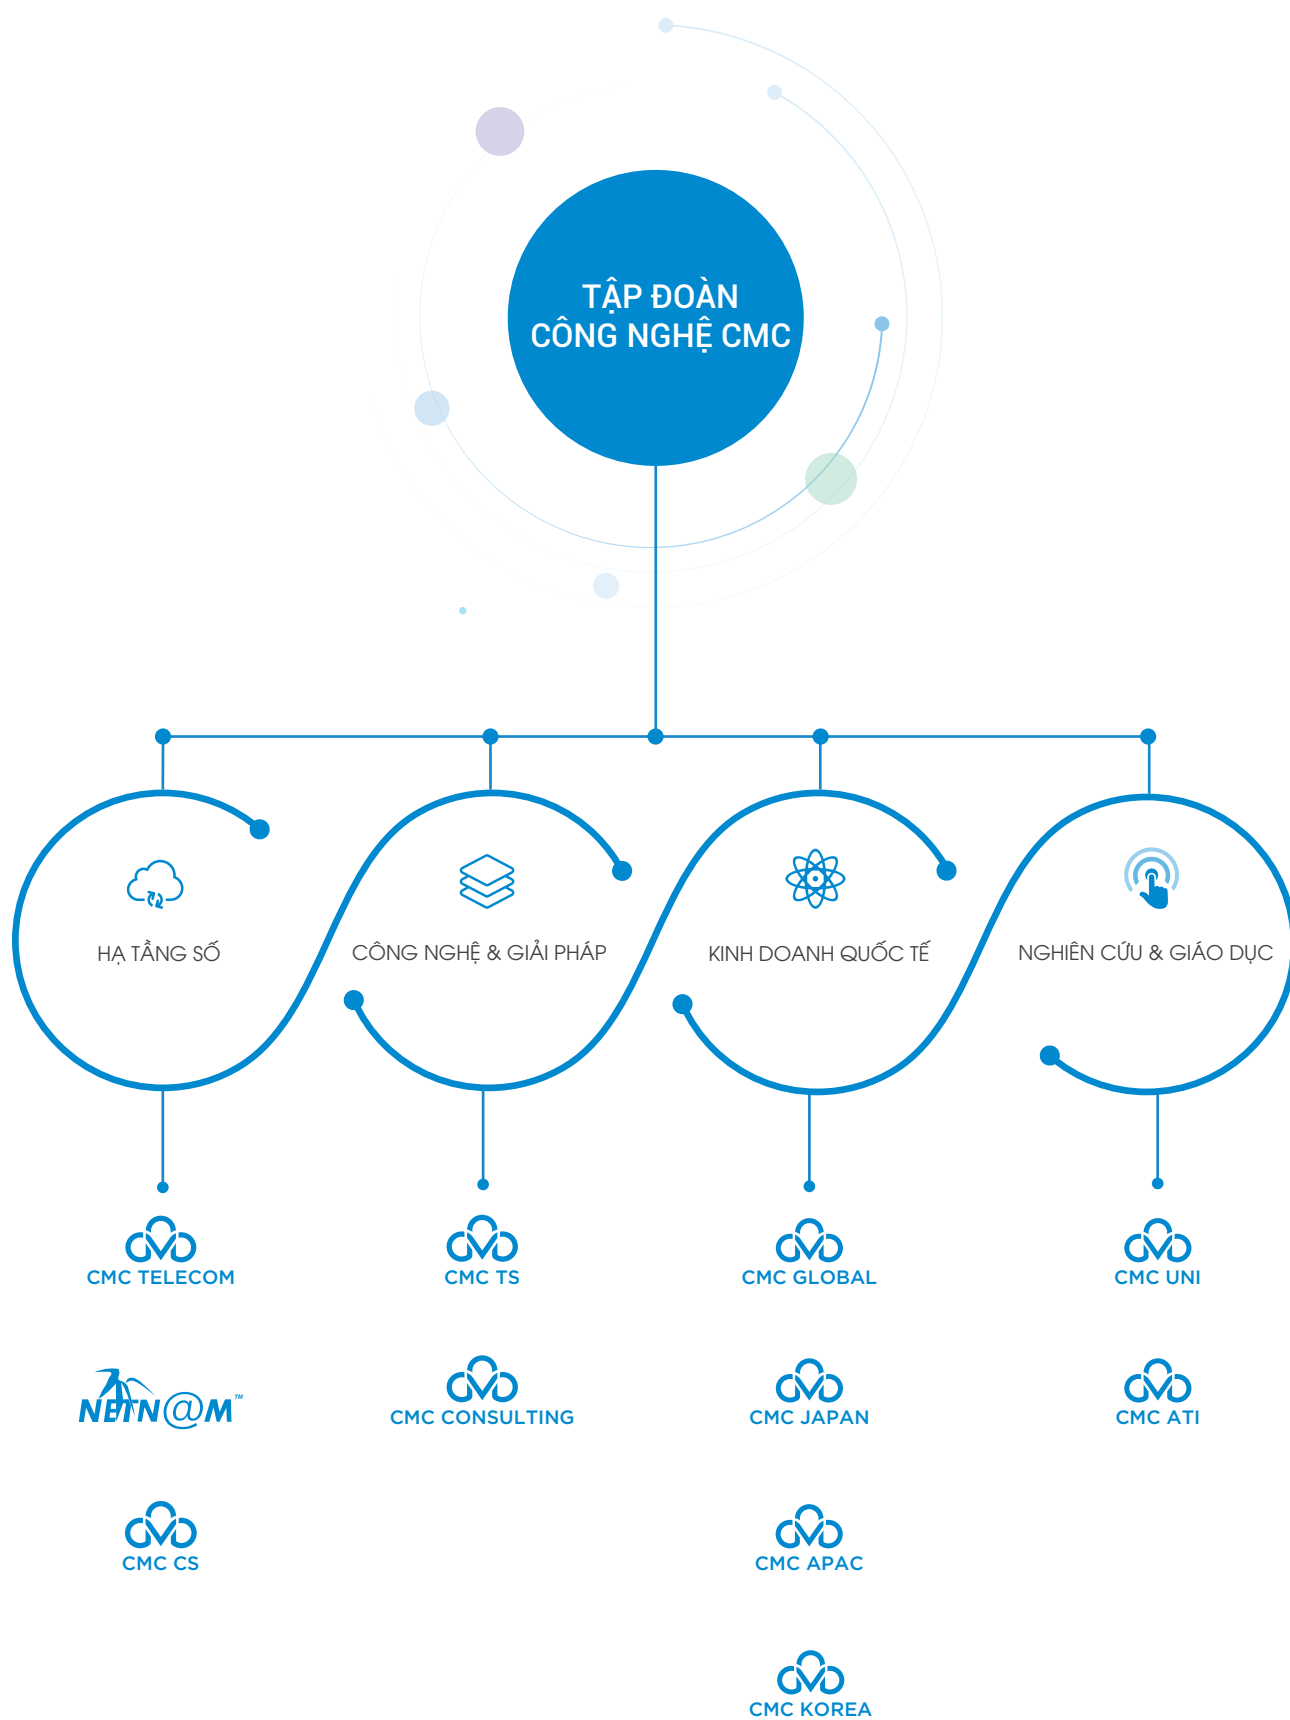 TẬP ĐOÀN
CÔNG NGHỆ CMC
HẠ TẦNG SỐ
CÔNG NGHỆ & GIẢI PHÁP
KINH DOANH QUỐC TẾ
NGHIÊN CỨU & GIÁO DỤC
CMC TELECOM
CMC TS
CMC GLOBAL
CMC UNI
NETN@M™
CMC CONSULTING
CMC JAPAN
CMC ATI
CMC CS
CMC APAC
CMC KOREA